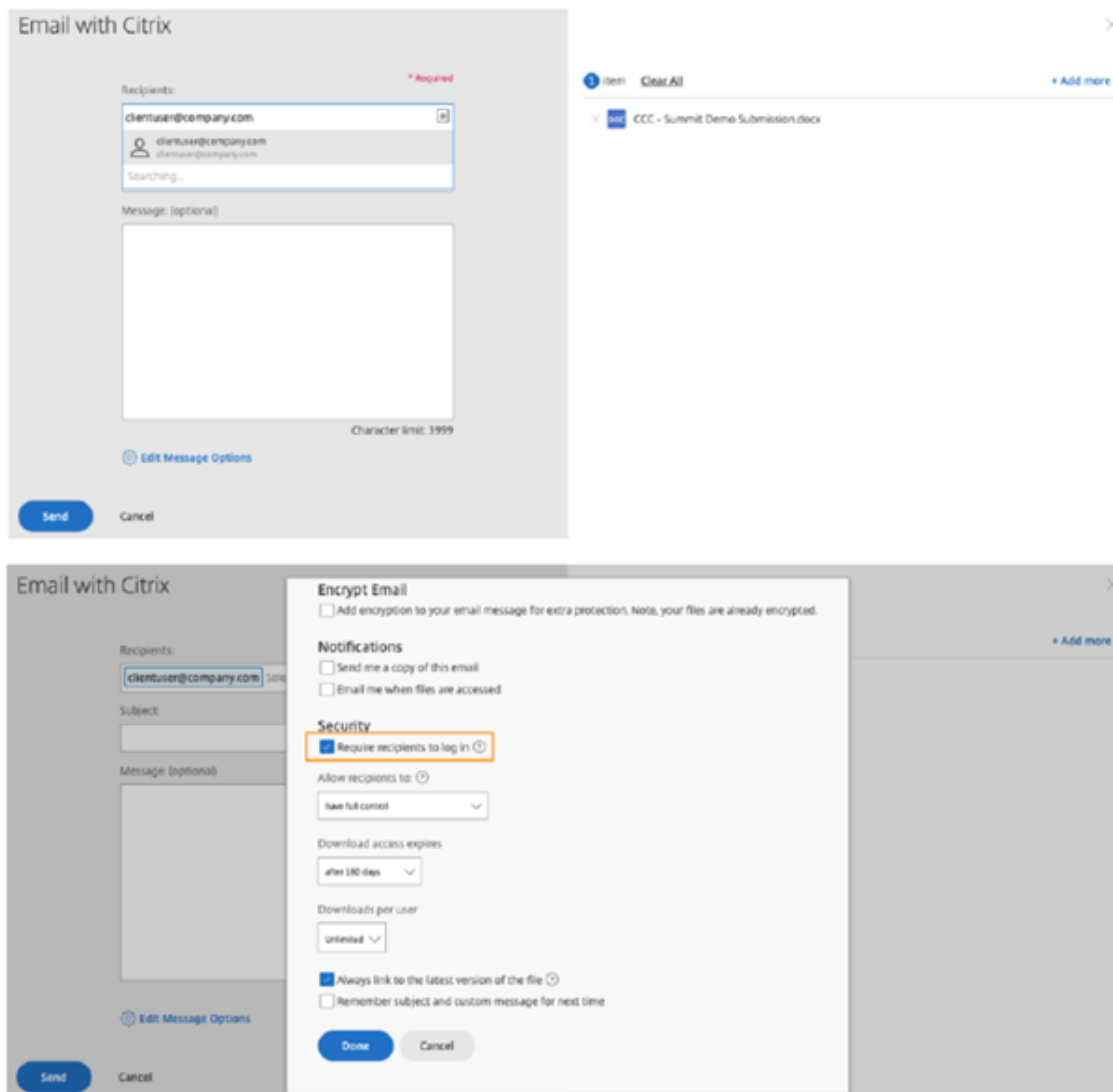 Email with Citrix
* Required
Recipients:
clientuser@company.com
clientuser@company.com
clientuser@company.com
Searching...
Message: (optional)
Character limit: 3999
Edit Message Options
Send Cancel
1 item Clear All + Add more
DOC CCC - Summit Demo Submission.docx
Email with Citrix
Recipients:
clientuser@company.com Sele
Subject:
Message (optional)
Edit Message Options
Send Cancel
Encrypt Email
Add encryption to your email message for extra protection. Note, your files are already encrypted.
Notifications
Send me a copy of this email
Email me when files are accessed
Security
Require recipients to log in ?
Allow recipients to: ?
have full control
Download access expires
after 180 days
Downloads per user
Unlimited
Always link to the latest version of the file ?
Remember subject and custom message for next time
Done Cancel
+ Add more